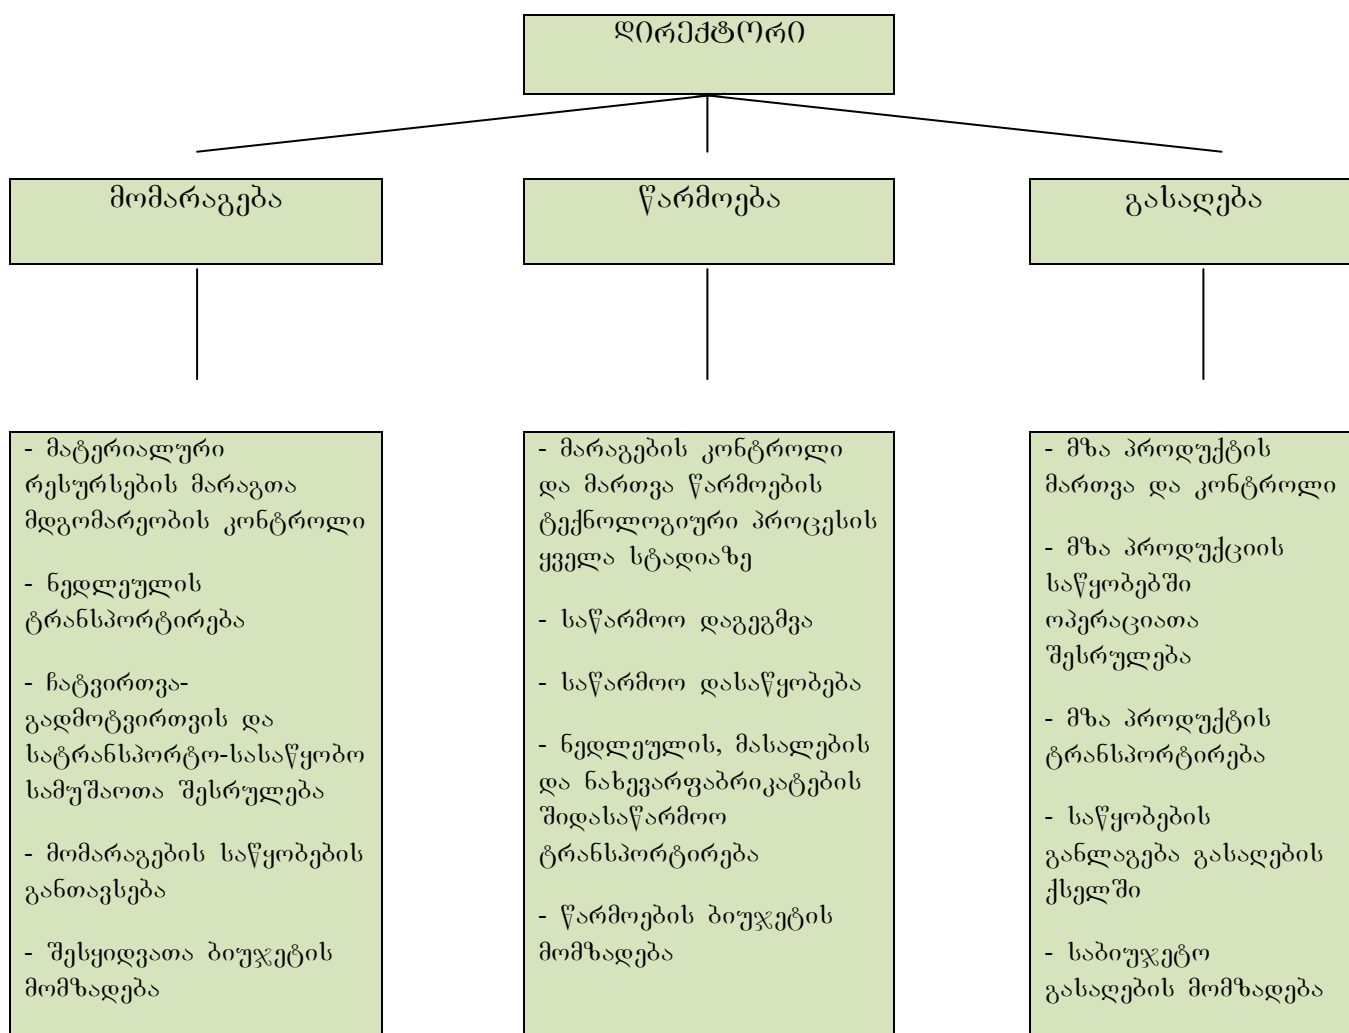 დირექტორი
მომარაგება
წარმოება
გასაღება
- მატერიალური
რესურსების მარაგთა
მდგომარეობის კონტროლი
- ნედლეულის
ტრანსპორტირება
- ჩატვირთვა-
გადმოტვირთვის და
სატრანსპორტო-სასაწყობო
სამუშაოთა შესრულება
- მომარაგების საწყობების
განთავსება
- შესყიდვათა ბიუჯეტის
მომზადება
- მარაგების კონტროლი
და მართვა წარმოების
ტექნოლოგიური პროცესის
ყველა სტადიაზე
- საწარმოო დაგეგმვა
- საწარმოო დასაწყობება
- ნედლეულის, მასალების
და ნახევარფაბრიკატების
შიდასაწარმოო
ტრანსპორტირება
- წარმოების ბიუჯეტის
მომზადება
- მზა პროდუქტის
მართვა და კონტროლი
- მზა პროდუქციის
საწყობებში
ოპერაციათა
შესრულება
- მზა პროდუქტის
ტრანსპორტირება
- საწყობების
განლაგება გასაღების
ქსელში
- საბიუჯეტო
გასაღების მომზადება